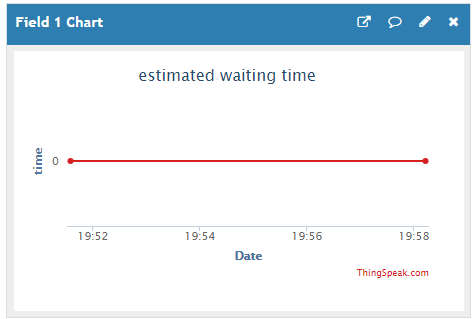 Field 1 Chart
estimated waiting time
time
0
19:52 19:54 19:56 19:58
Date
ThingSpeak.com